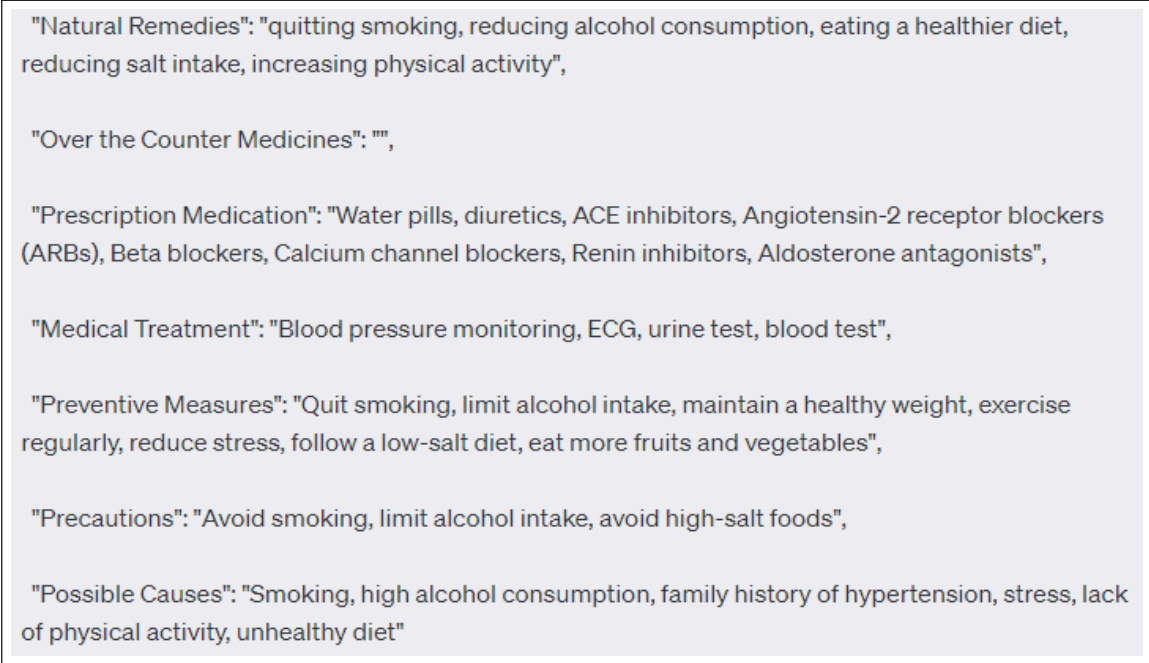 "Natural Remedies": "quitting smoking, reducing alcohol consumption, eating a healthier diet,
reducing salt intake, increasing physical activity",
"Over the Counter Medicines": "",
"Prescription Medication": "Water pills, diuretics, ACE inhibitors, Angiotensin-2 receptor blockers
(ARBs), Beta blockers, Calcium channel blockers, Renin inhibitors, Aldosterone antagonists",
"Medical Treatment": "Blood pressure monitoring, ECG, urine test, blood test",
"Preventive Measures": "Quit smoking, limit alcohol intake, maintain a healthy weight, exercise
regularly, reduce stress, follow a low-salt diet, eat more fruits and vegetables",
"Precautions": "Avoid smoking, limit alcohol intake, avoid high-salt foods",
"Possible Causes": "Smoking, high alcohol consumption, family history of hypertension, stress, lack
of physical activity, unhealthy diet"